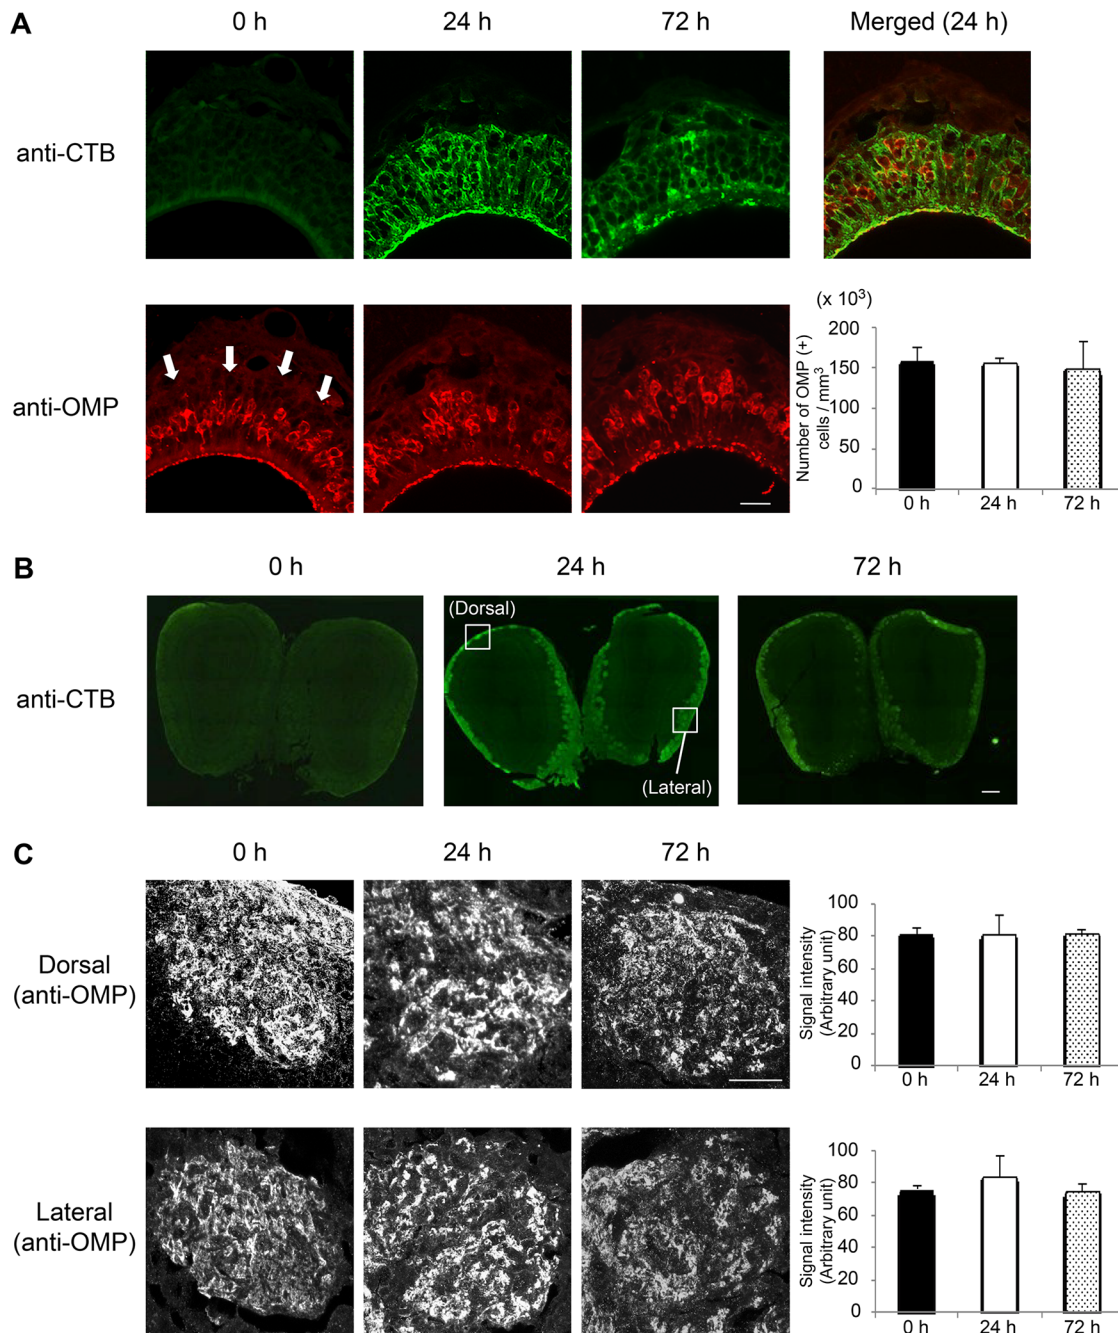 A
0 h
24 h
72 h
Merged (24 h)
anti-CTB
anti-OMP
(x 10³)
Number of OMP (+)
cells / mm³
200
150
100
50
0
0 h
24 h
72 h
B
0 h
24 h
72 h
anti-CTB
(Dorsal)
(Lateral)
C
0 h
24 h
72 h
Dorsal
(anti-OMP)
Signal intensity
(Arbitrary unit)
100
80
60
40
20
0
0 h
24 h
72 h
Lateral
(anti-OMP)
Signal intensity
(Arbitrary unit)
100
80
60
40
20
0
0 h
24 h
72 h